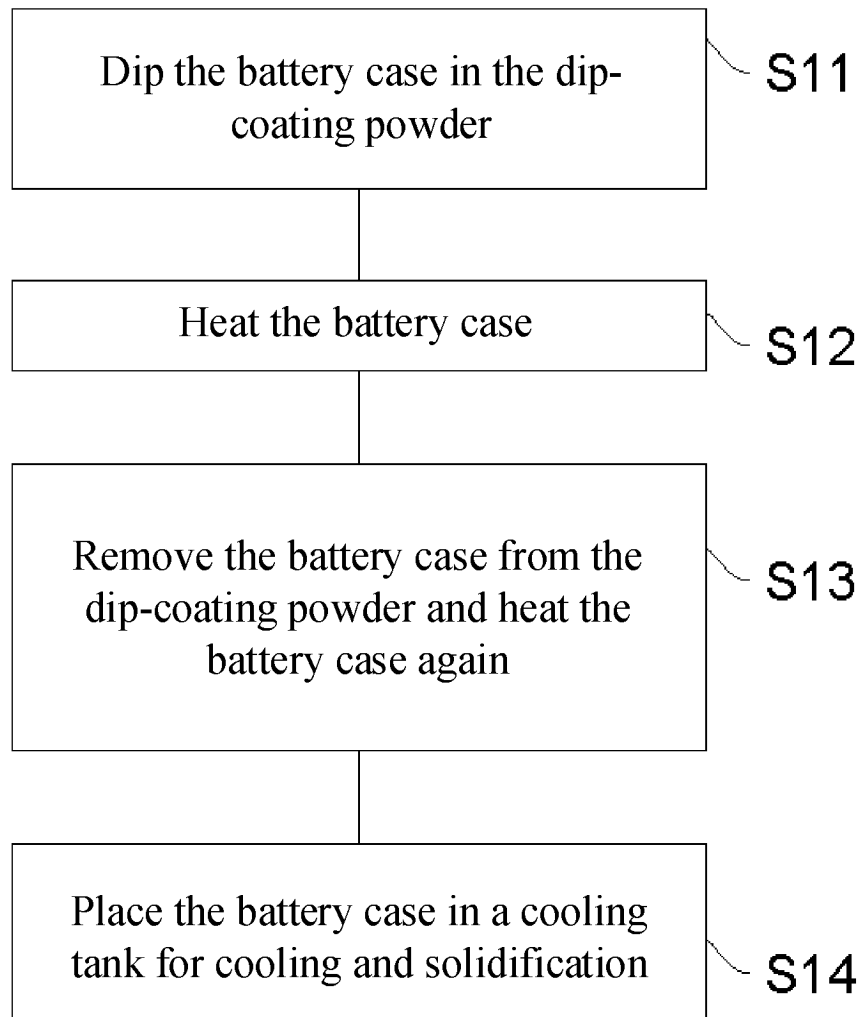 Dip the battery case in the dip-
coating powder
S11
Heat the battery case
S12
Remove the battery case from the
dip-coating powder and heat the
battery case again
S13
Place the battery case in a cooling
tank for cooling and solidification
S14